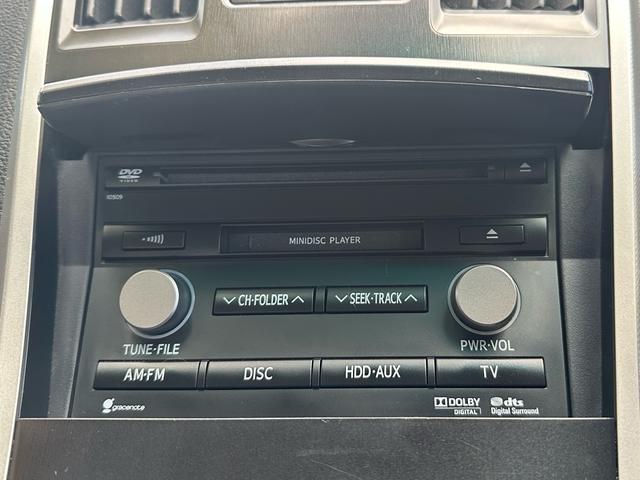 DVD
VIDEO
10509
MINIDISC PLAYER
CH·FOLDER
SEEK·TRACK
TUNE·FILE
PWR·VOL
AM·FM
DISC
HDD·AUX
TV
gracenote
DOLBY
DIGITAL
dts
Digital Surround